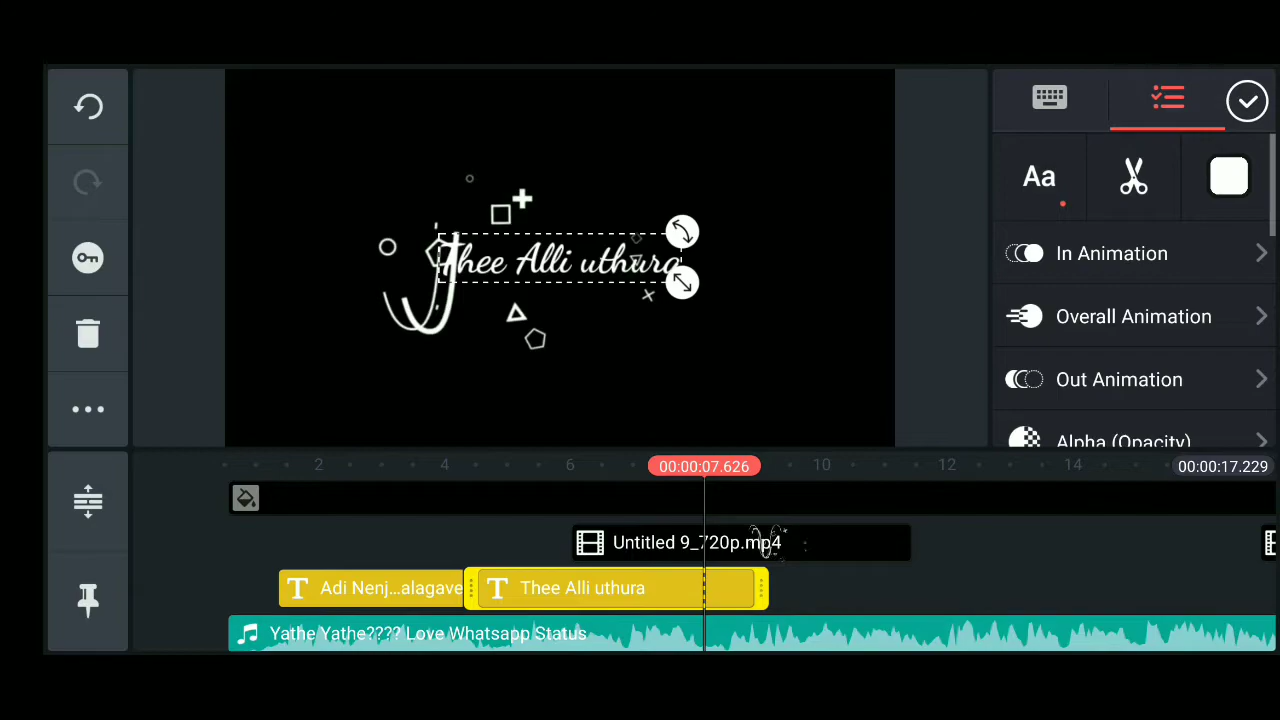 Aa
Thee Alli uthura
In Animation
Overall Animation
Out Animation
Alpha (Opacity)
2 4 6 00:00:07.626 10 12 14 00:00:17.229
Untitled 9_720p.mp4
T Adi Nenj...alagave T Thee Alli uthura
Yathe Yathe???? Love Whatsapp Status